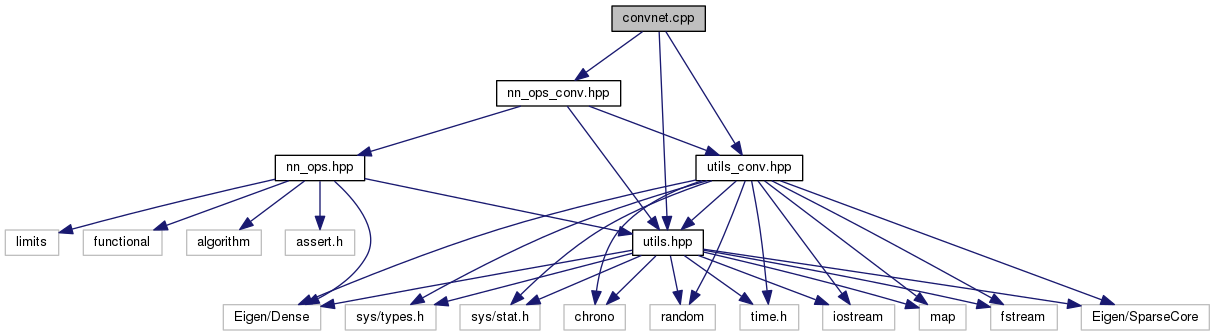 convnet.cpp
nn_ops_conv.hpp
nn_ops.hpp
utils_conv.hpp
limits
functional
algorithm
assert.h
utils.hpp
Eigen/Dense
sys/types.h
sys/stat.h
chrono
random
time.h
iostream
map
fstream
Eigen/SparseCore